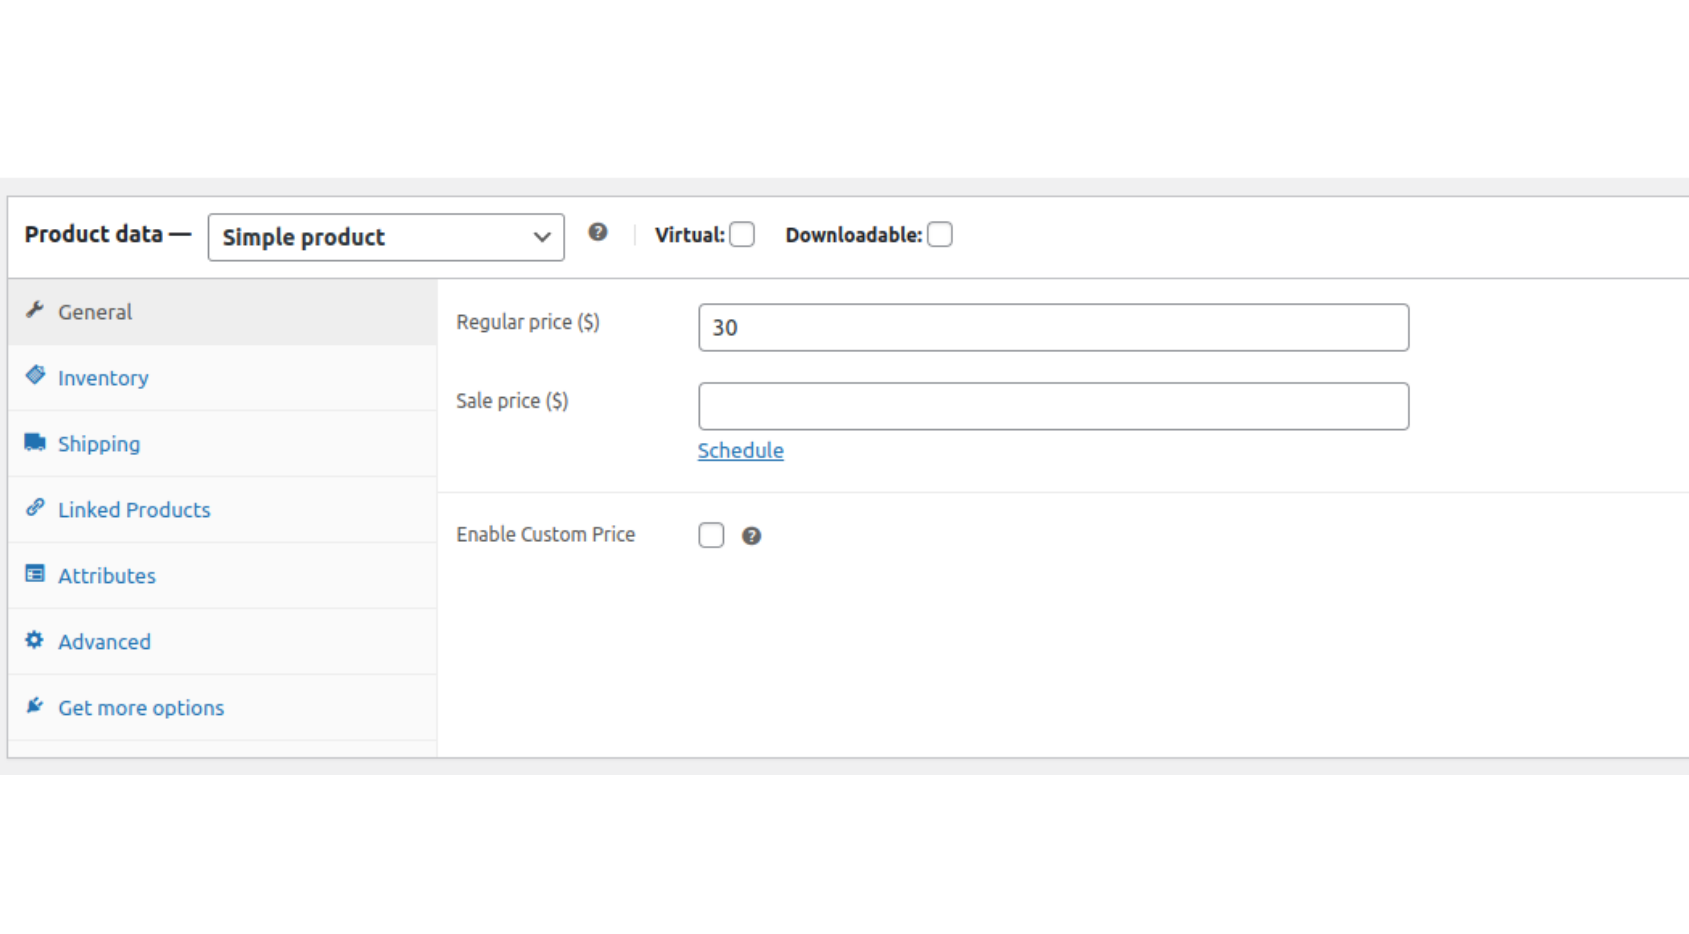 Product data — Simple product Virtual: Downloadable:
General
Inventory
Shipping
Linked Products
Attributes
Advanced
Get more options
Regular price ($) 30
Sale price ($)
Schedule
Enable Custom Price